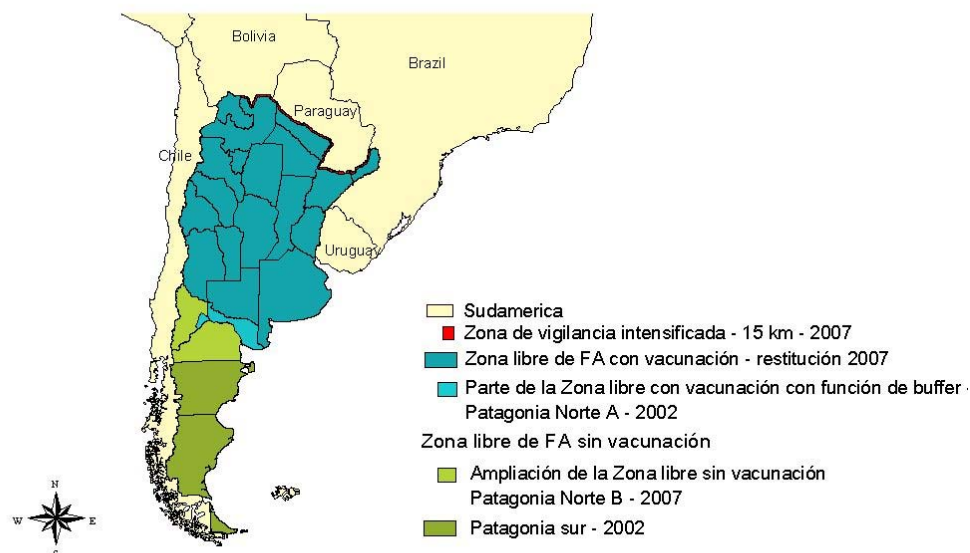 Bolivia
Brazil
Paraguay
Chile
Uruguay
Sudamerica
Zona de vigilancia intensificada - 15 km - 2007
Zona libre de FA con vacunación - restitución 2007
Parte de la Zona libre con vacunación con función de buffer -
Patagonia Norte A - 2002
Zona libre de FA sin vacunación
Ampliación de la Zona libre sin vacunación
Patagonia Norte B - 2007
Patagonia sur - 2002
N
W
E
S